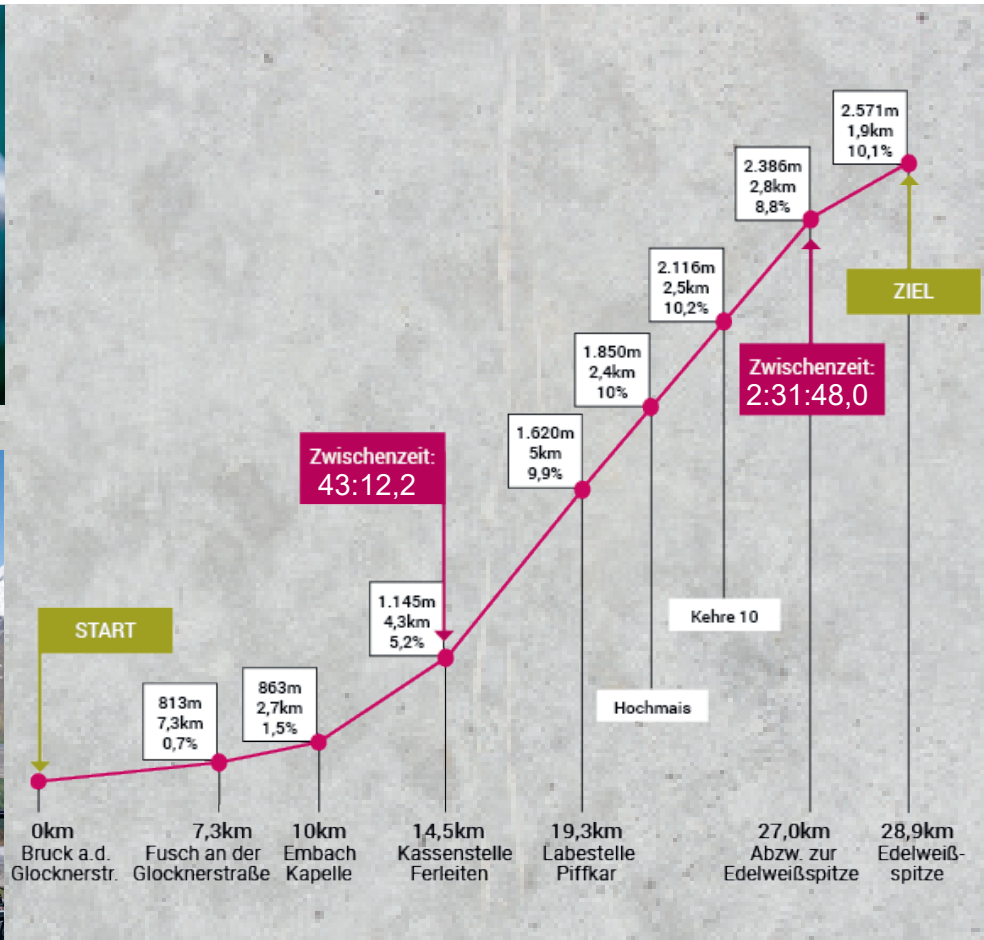 2.571m
1,9km
10,1%
2.386m
2,8km
8,8%
ZIEL
2.116m
2,5km
10,2%
1.850m
2,4km
10%
Zwischenzeit:
2:31:48,0
1.620m
5km
9,9%
Zwischenzeit:
43:12,2
1.145m
4,3km
5,2%
START
Kehre 10
863m
2,7km
1,5%
813m
7,3km
0,7%
Hochmais
0km
Bruck a.d.
Glocknerstr.
7,3km
Fusch an der
Glocknerstraße
10km
Embach
Kapelle
14,5km
Kassenstelle
Ferleiten
19,3km
Labestelle
Piffkar
27,0km
Abzw. zur
Edelweißspitze
28,9km
Edelweiß-
spitze